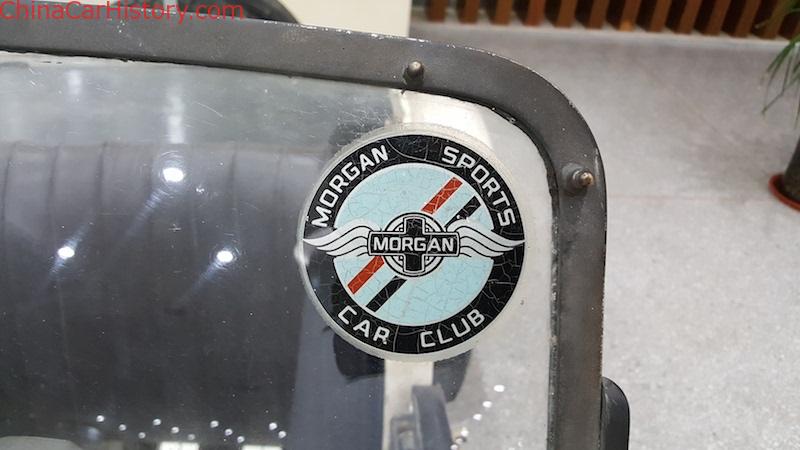 ChinaCarHistory.com
MORGAN SPORTS
MORGAN
CAR CLUB